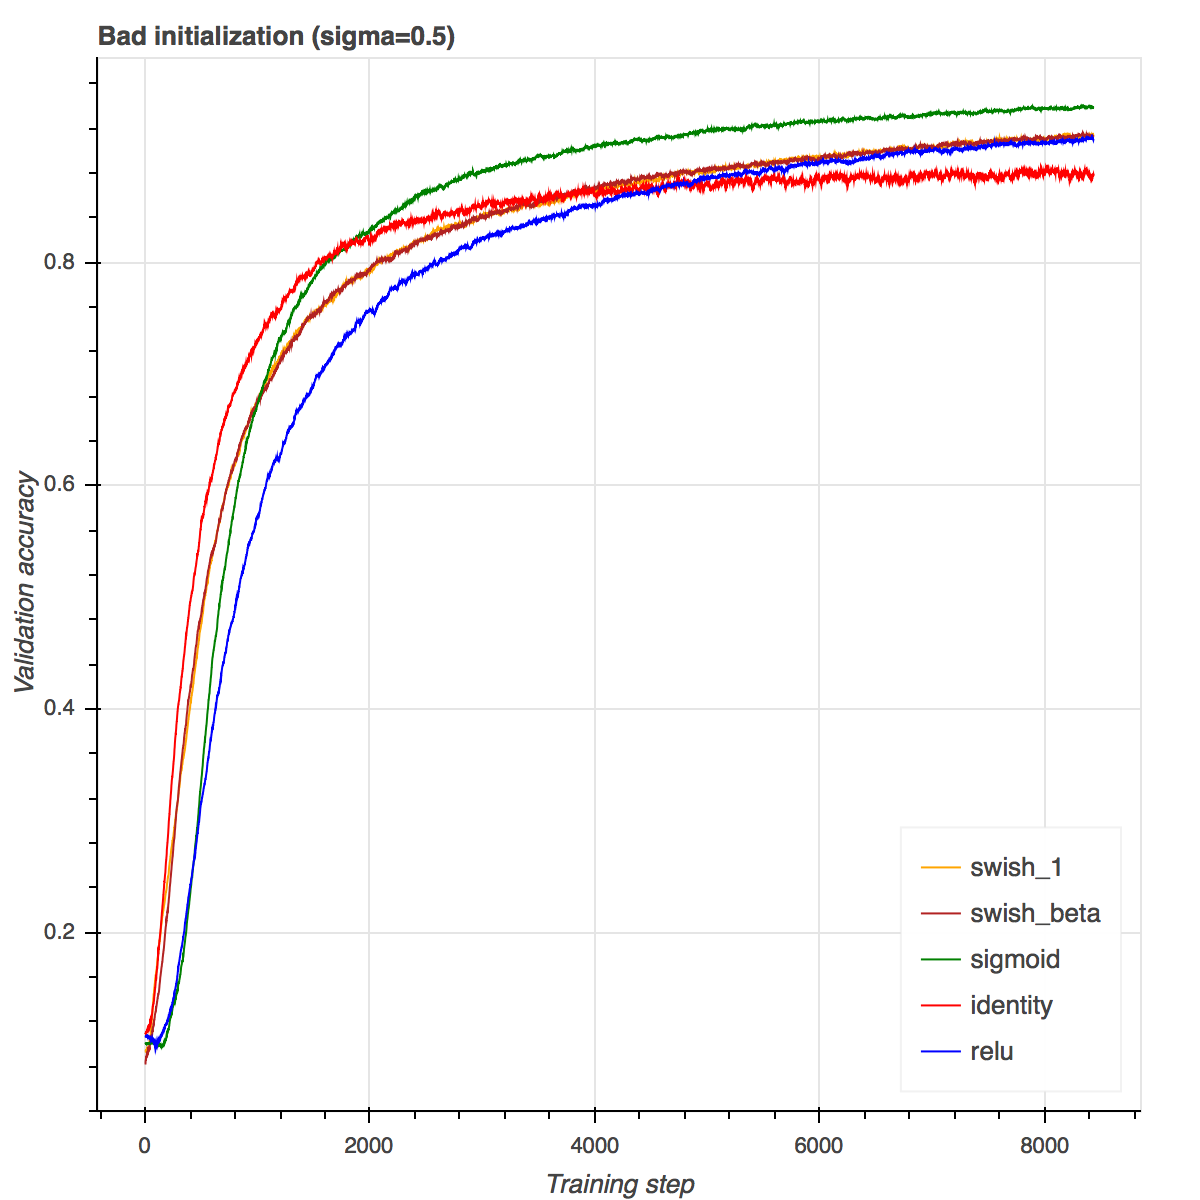 Bad initialization (sigma=0.5)
Validation accuracy
0.8
0.6
0.4
0.2
swish_1
swish_beta
sigmoid
identity
relu
0 2000 4000 6000 8000
Training step